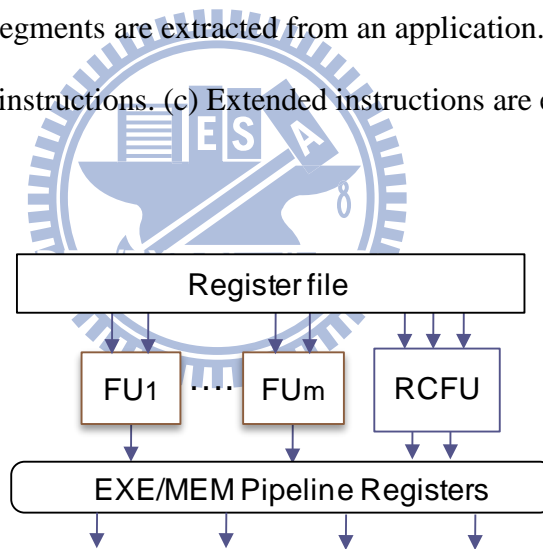 egments are extracted from an application.
instructions. (c) Extended instructions are
E S A
Register file
FU1 .... FUm RCFU
EXE/MEM Pipeline Registers